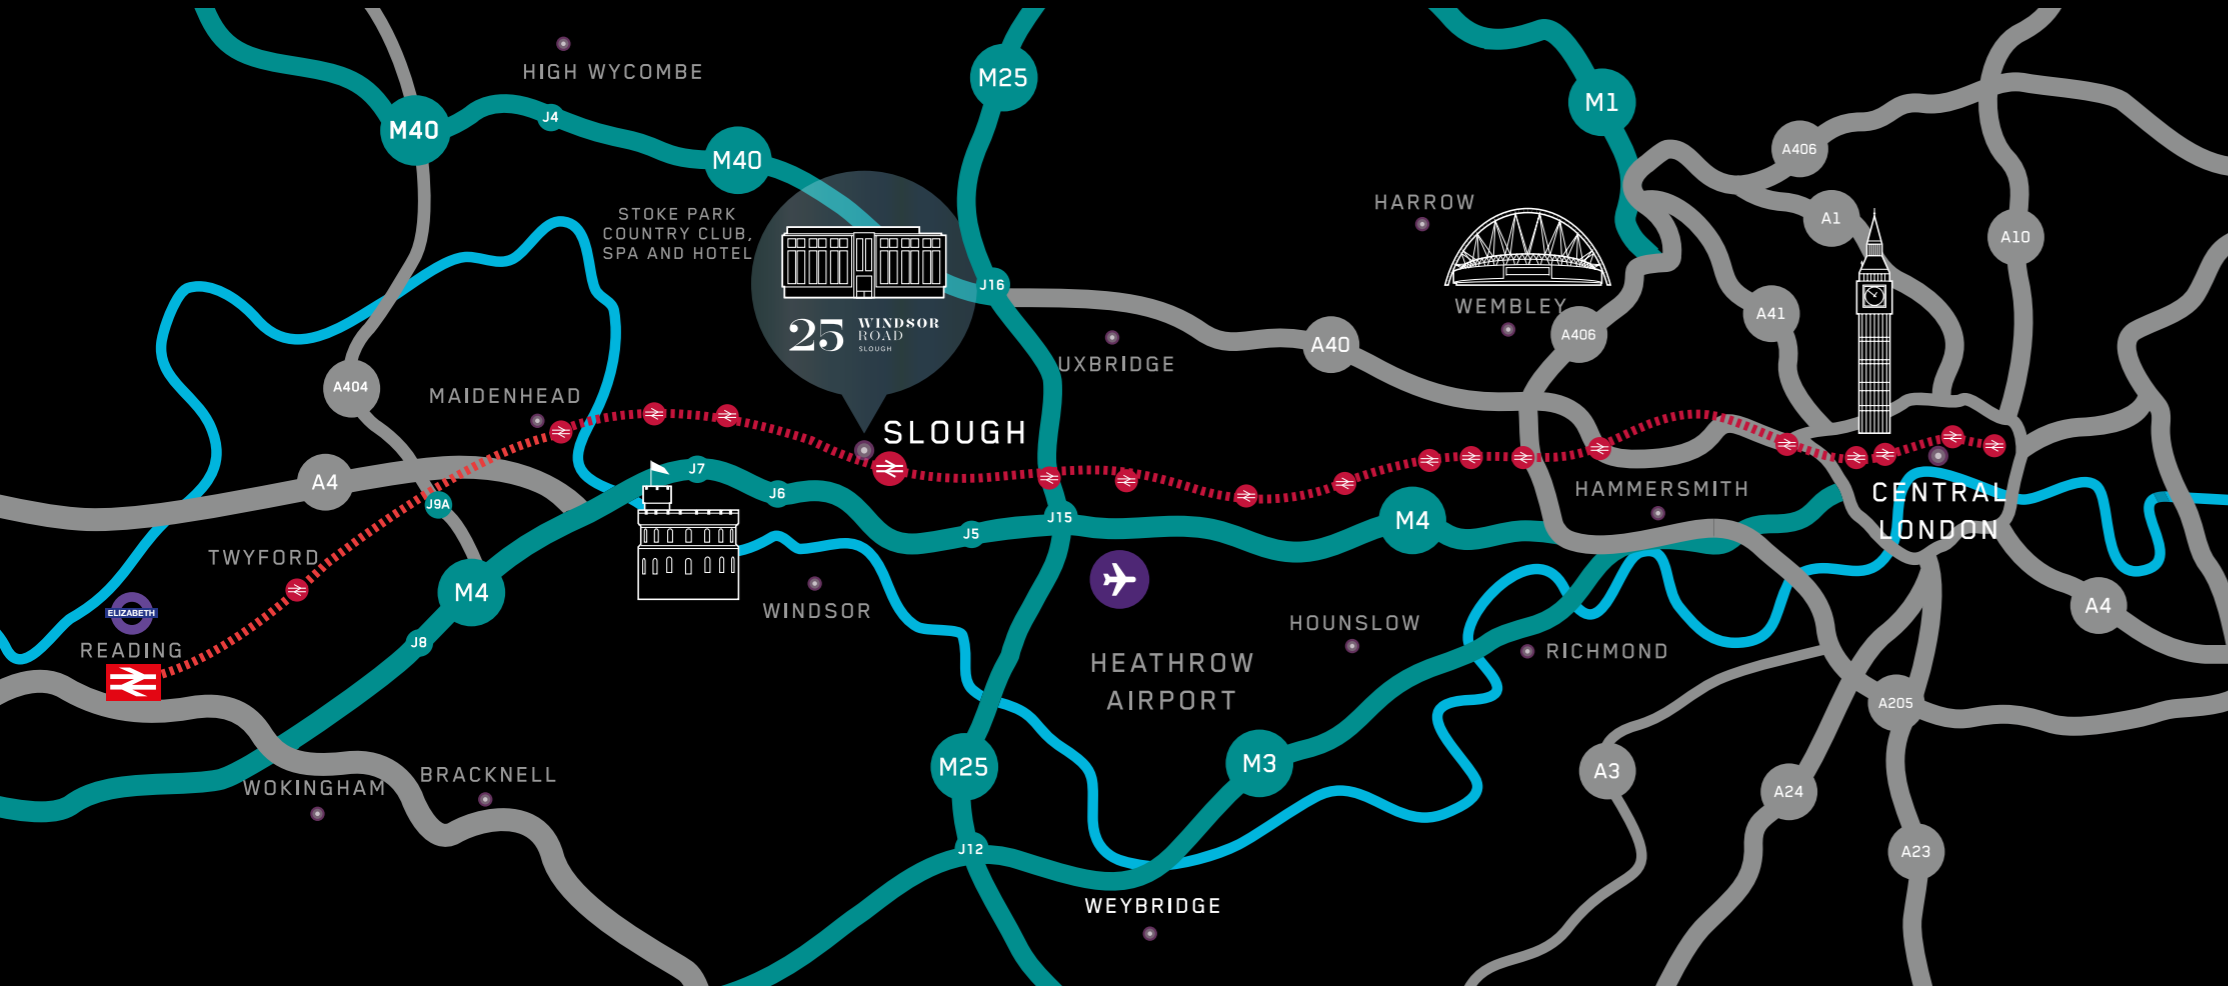 HIGH WYCOMBE
M25
M1
M40
J4
M40
A406
STOKE PARK
COUNTRY CLUB,
SPA AND HOTEL
HARROW
A1
A10
J16
WEMBLEY
25 WINDSOR
ROAD
SLOUGH
A41
A406
A40
UXBRIDGE
A404
MAIDENHEAD
SLOUGH
J7
A4
J6
J9A
HAMMERSMITH
CENTRAL
LONDON
J15
M4
J5
TWYFORD
M4
ELIZABETH
WINDSOR
A4
HOUNSLOW
READING
J8
HEATHROW
AIRPORT
RICHMOND
A205
M25
M3
A3
BRACKNELL
WOKINGHAM
A24
J12
A23
WEYBRIDGE